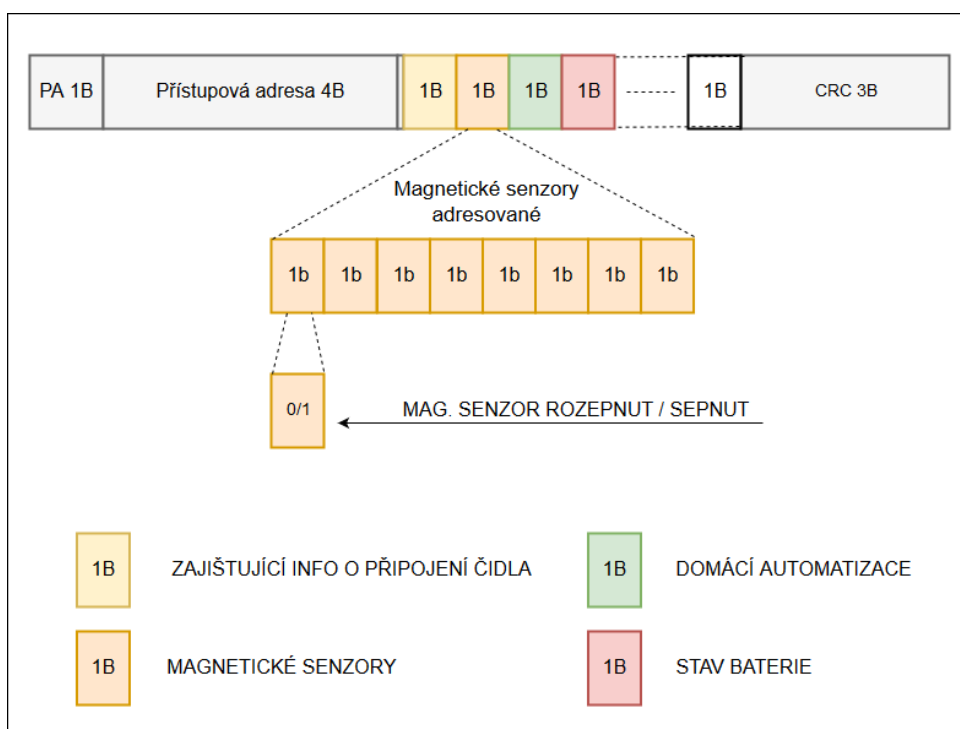 PA 1B Přístupová adresa 4B 1B 1B 1B 1B 1B CRC 3B
Magnetické senzory
adresované
1b 1b 1b 1b 1b 1b 1b 1b
0/1 MAG. SENZOR ROZEPNUT / SEPNUT
1B ZAJIŠTUJÍCÍ INFO O PŘIPOJENÍ ČIDLA 1B DOMÁCÍ AUTOMATIZACE
1B MAGNETICKÉ SENZORY 1B STAV BATERIE